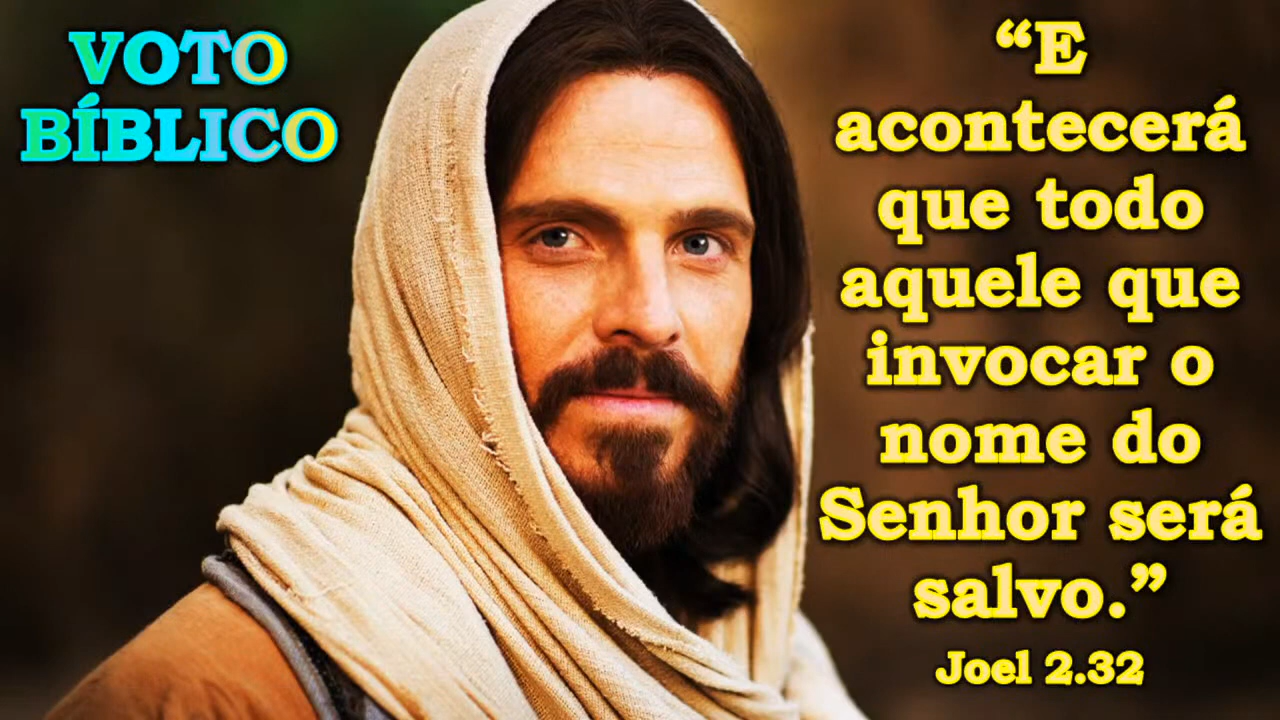 VOTO
BÍBLICO
“E
acontecerá
que todo
aquele que
invocar o
nome do
Senhor será
salvo.”
Joel 2.32